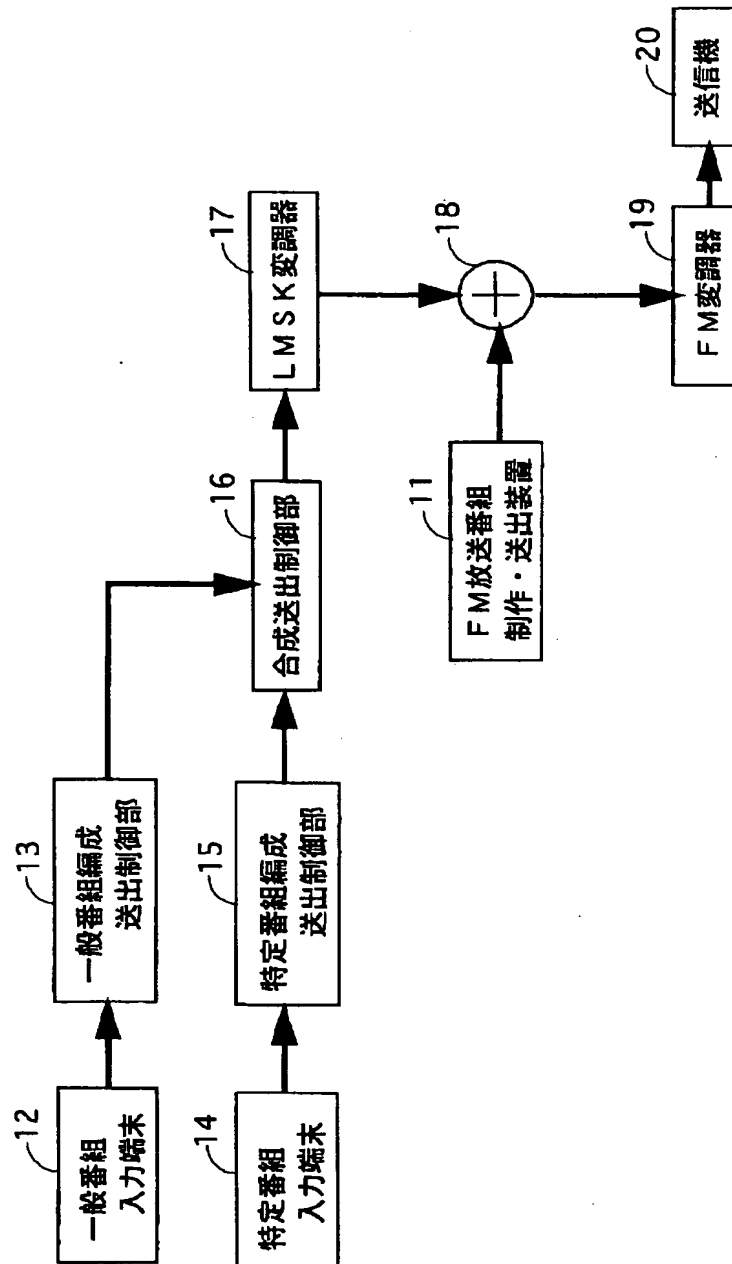 12
一般番組
入力端末
13
一般番組編成
送出制御部
14
特定番組
入力端末
15
特定番組編成
送出制御部
16
合成送出制御部
17
LMSK変調器
18
11
FM放送番組
制作・送出装置
19
FM変調器
20
送信機